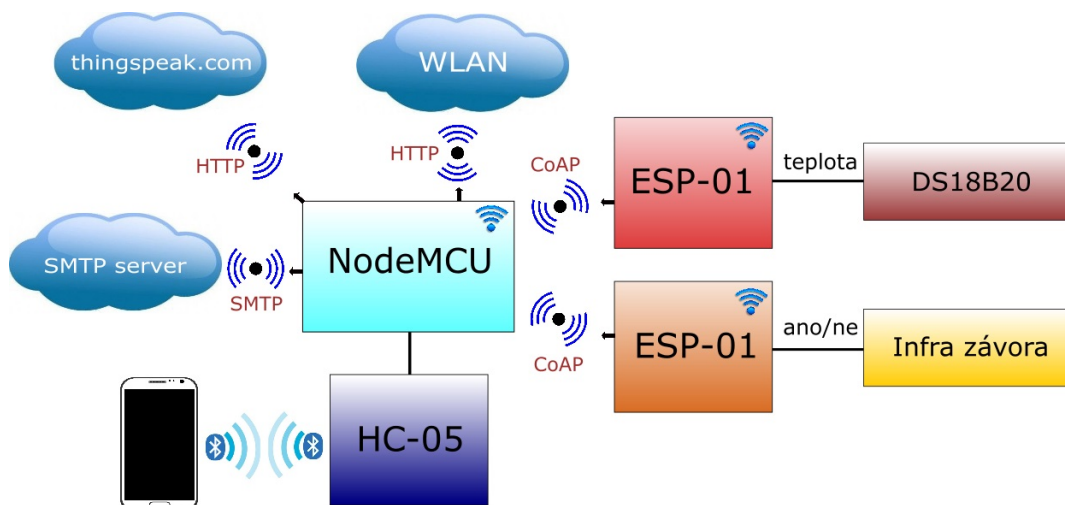 thingspeak.com
WLAN
HTTP
HTTP
CoAP
ESP-01
teplota
DS18B20
SMTP server
SMTP
NodeMCU
CoAP
ESP-01
ano/ne
Infra závora
HC-05